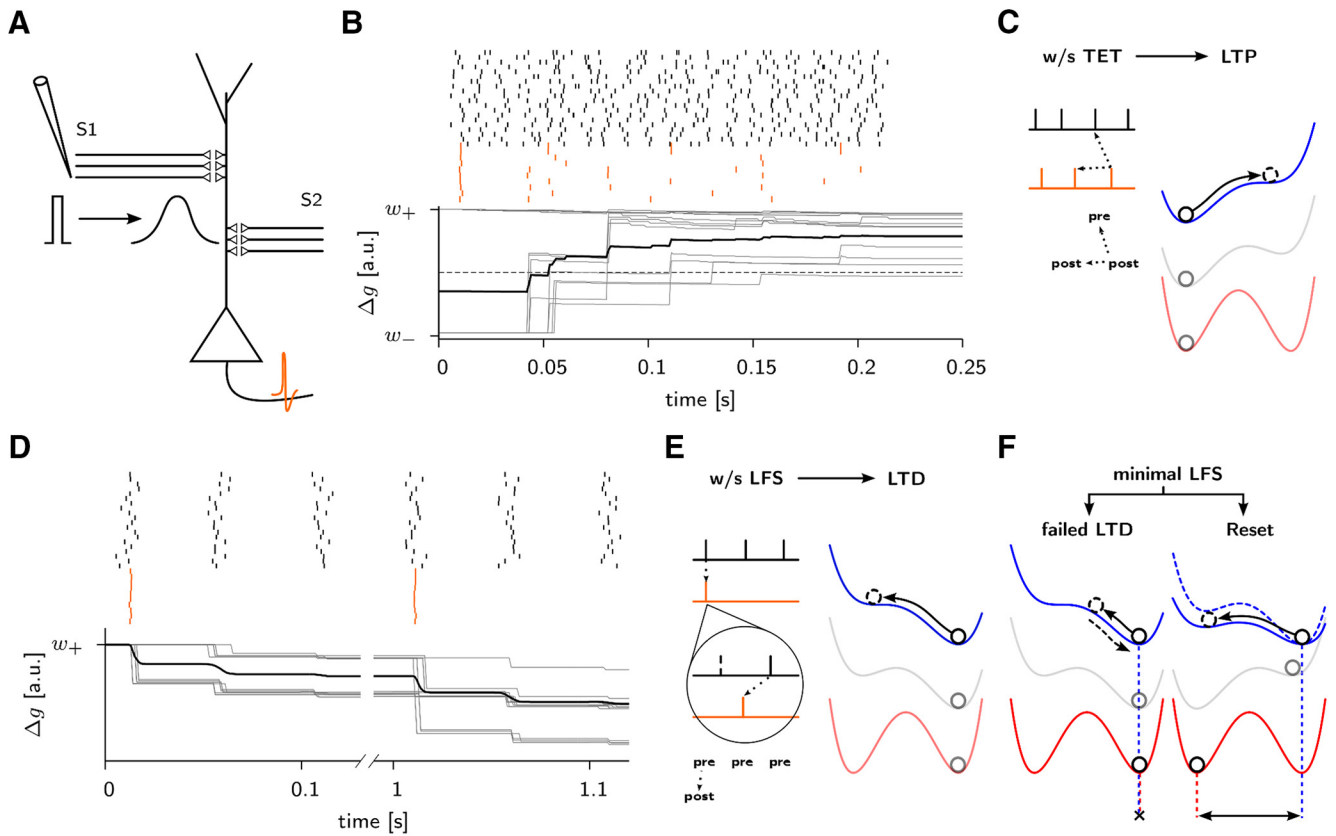 A
S1
S2
B
w₊
w₋
Δg [a.u.]
0
0.05
0.1
0.15
0.2
0.25
time [s]
C
w/s TET
LTP
pre
post
post
D
w₊
Δg [a.u.]
0
0.1
1
1.1
time [s]
E
w/s LFS
LTD
pre pre pre
post
F
minimal LFS
failed LTD
Reset